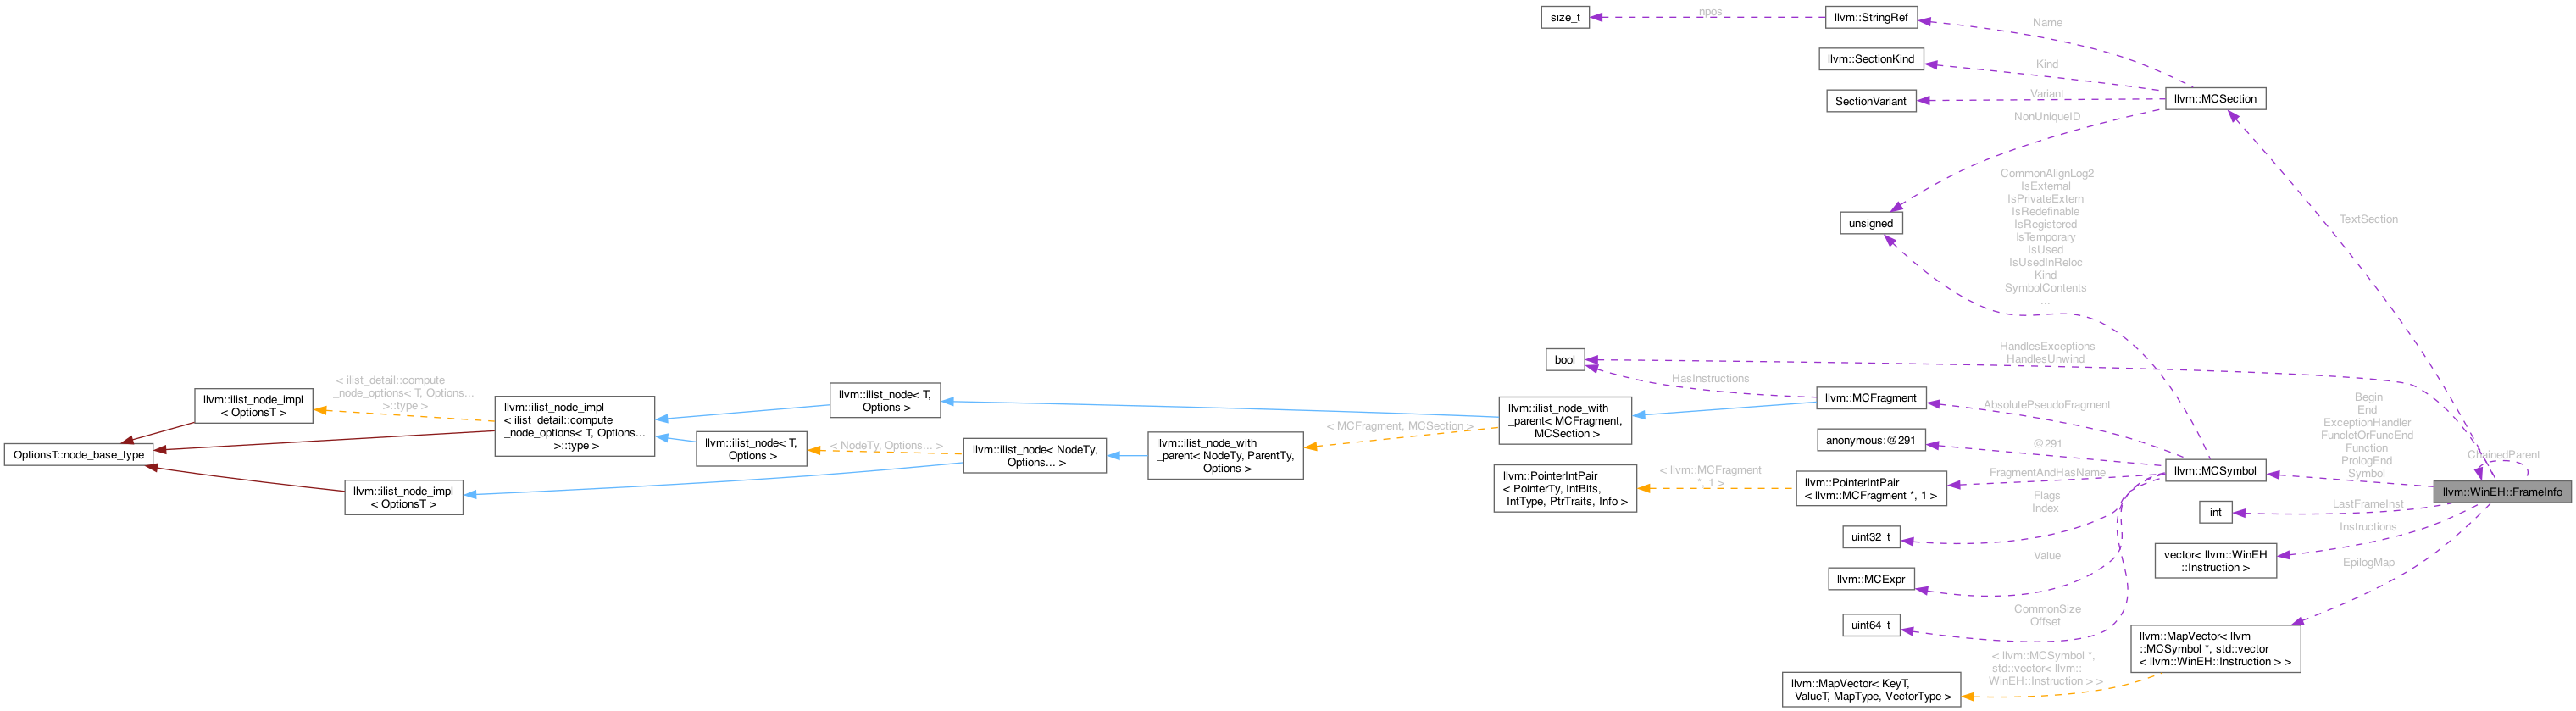 size_t
npos
llvm::StringRef
Name
llvm::SectionKind
Kind
SectionVariant
Variant
llvm::MCSection
NonUniqueID
unsigned
CommonAlignLog2
IsExternal
IsPrivateExtern
IsRedefinable
IsRegistered
isTemporary
IsUsed
IsUsedInReloc
Kind
SymbolContents
...
TextSection
bool
HandlesExceptions
HandlesUnwind
HasInstructions
llvm::MCFragment
AbsolutePseudoFragment
anonymous:@291
@291
llvm::PointerIntPair
< PointerTy, IntBits,
IntType, PtrTraits, Info >
< llvm::MCFragment
*, 1 >
llvm::PointerIntPair
< llvm::MCFragment *, 1 >
FragmentAndHasName
llvm::MCSymbol
Begin
End
ExceptionHandler
FuncletOrFuncEnd
Function
PrologEnd
Symbol
ChainedParent
llvm::WinEH::FrameInfo
Flags
Index
uint32_t
Value
llvm::MCExpr
CommonSize
Offset
uint64_t
int
LastFrameInst
Instructions
vector< llvm::WinEH
::Instruction >
EpilogMap
llvm::MapVector< llvm
::MCSymbol *, std::vector
< llvm::WinEH::Instruction > >
< llvm::MCSymbol *,
std::vector< llvm::
WinEH::Instruction > >
llvm::MapVector< KeyT,
ValueT, MapType, VectorType >
OptionsT::node_base_type
llvm::ilist_node_impl
< OptionsT >
< ilist_detail::compute
_node_options< T, Options...
>::type >
llvm::ilist_node_impl
< ilist_detail::compute
_node_options< T, Options...
>::type >
llvm::ilist_node_impl
< OptionsT >
llvm::ilist_node< T,
Options >
llvm::ilist_node< T,
Options >
< NodeTy, Options... >
llvm::ilist_node< NodeTy,
Options... >
llvm::ilist_node_with
_parent< NodeTy, ParentTy,
Options >
< MCFragment, MCSection >
llvm::ilist_node_with
_parent< MCFragment,
MCSection >